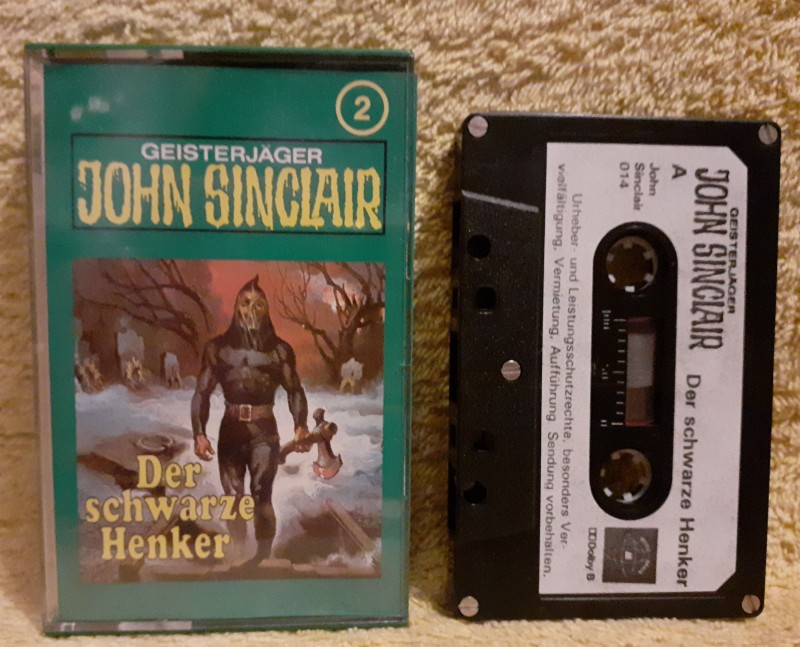 2
GEISTERJÄGER
JOHN SINCLAIR
Der
schwarze
Henker
GEISTERJÄGER
JOHN SINCLAIR
Der schwarze Henker
A
John
Sinclair
014
Urheber- und Leistungsschutzrechte, besonders Ver-
vielfältigung, Vermietung, Aufführung Sendung vorbehalten.
Dolby B